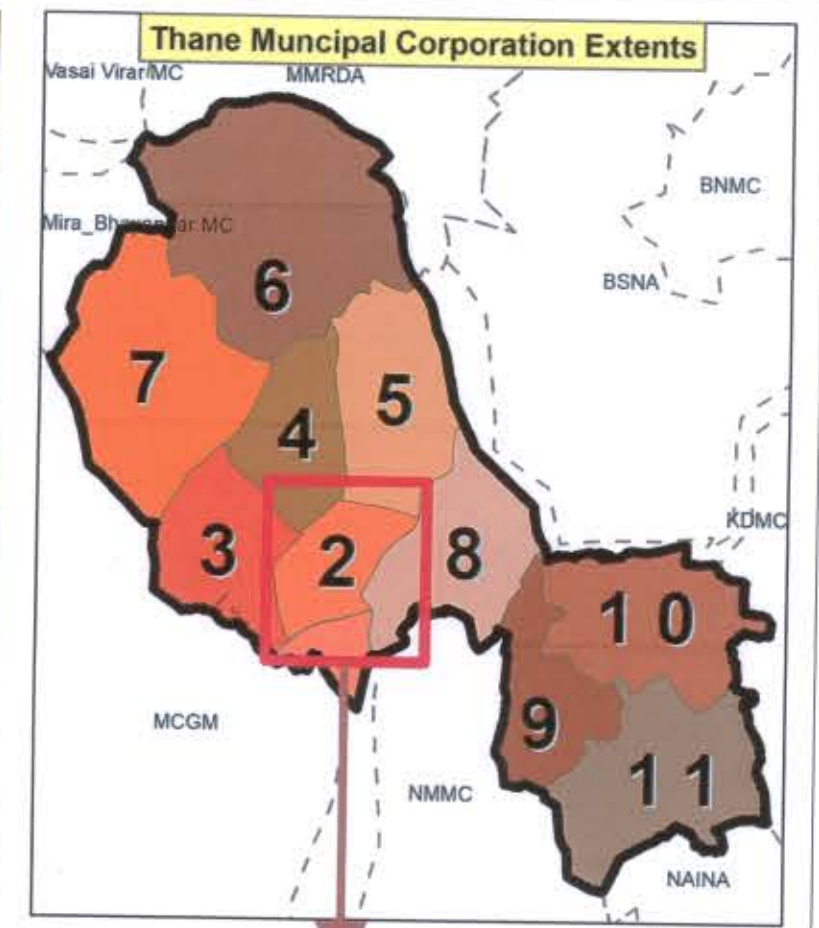 Thane Muncipal Corporation Extents
Vasai Virar MC
MMRDA
BNMC
Mira_Bhayandar MC
BSNA
6
7
5
4
KDMC
3
2
8
10
9
MCGM
11
NMMC
NAINA